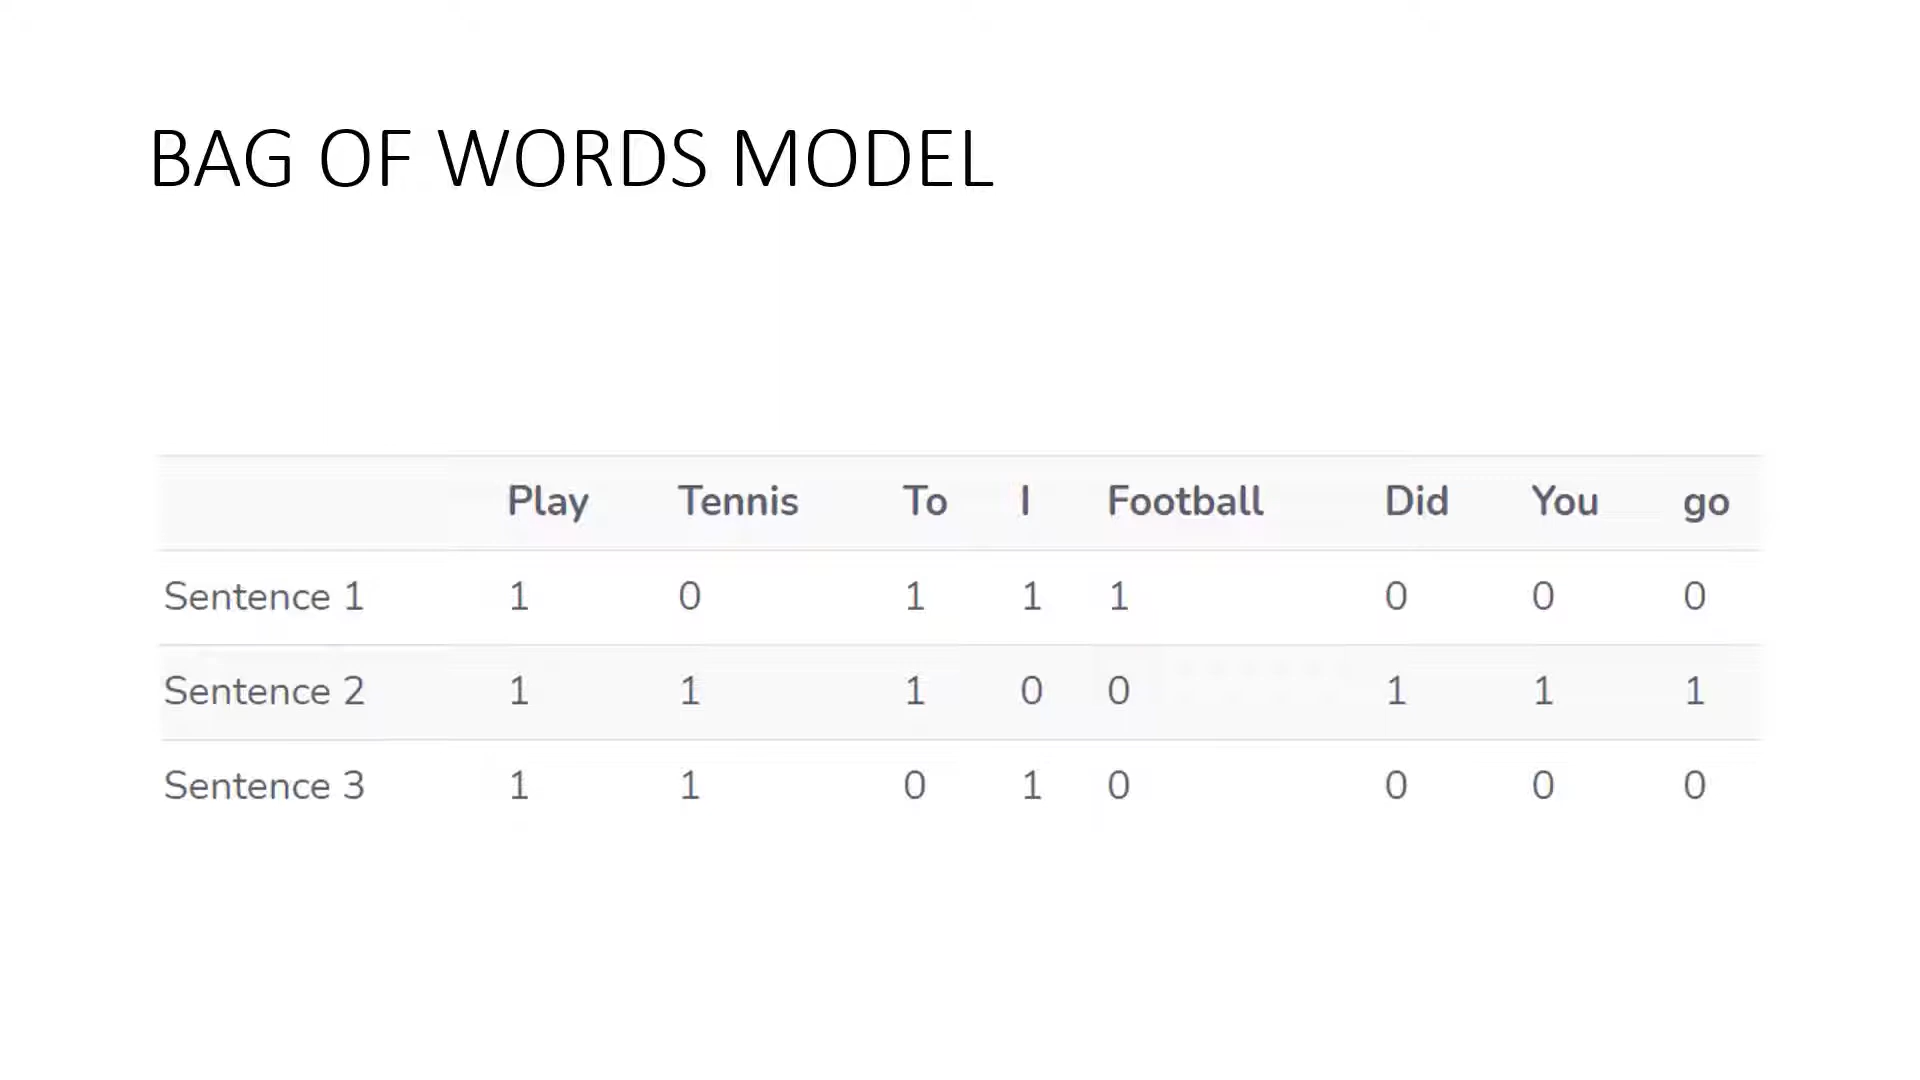 BAG OF WORDS MODEL
Play Tennis To I Football Did You go
Sentence 1 1 0 1 1 1 0 0 0
Sentence 2 1 1 1 0 0 1 1 1
Sentence 3 1 1 0 1 0 0 0 0